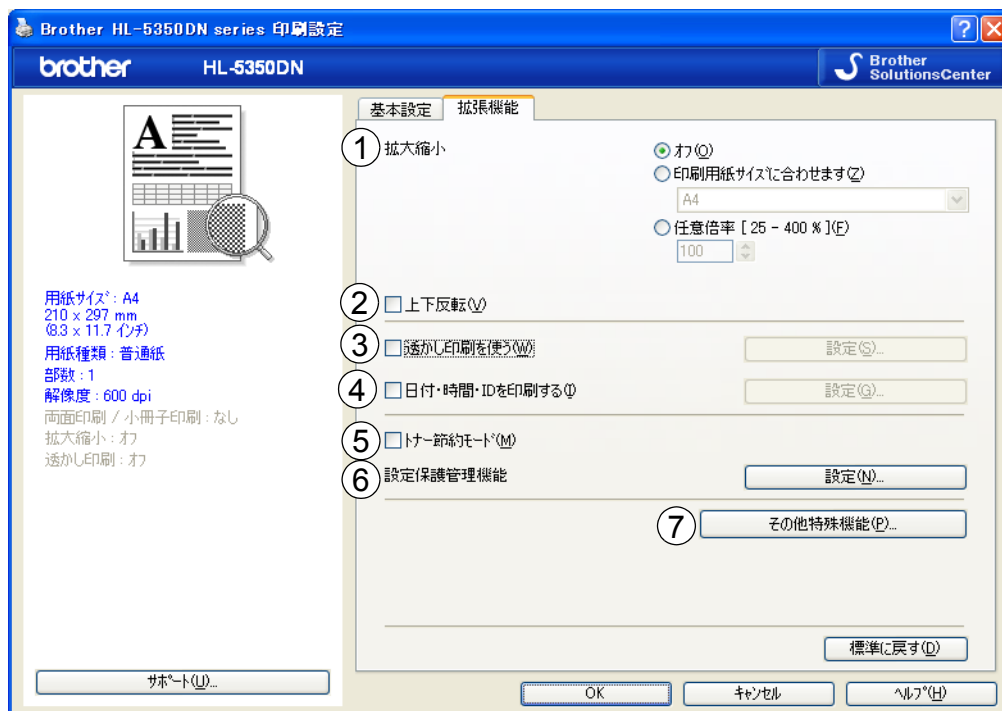 Brother HL-5350DN series 印刷設定
brother HL-5350DN
Brother
SolutionsCenter
A
用紙サイズ : A4
210 x 297 mm
(8.3 x 11.7 インチ)
用紙種類 : 普通紙
部数 : 1
解像度 : 600 dpi
両面印刷 / 小冊子印刷 : なし
拡大縮小 : オフ
透かし印刷 : オフ
サポート(U)...
基本設定 拡張機能
① 拡大縮小
オフ(O)
印刷用紙サイズに合わせます(Z)
A4
任意倍率 [ 25 - 400 % ](F)
100
② 上下反転(V)
③ 透かし印刷を使う(W) 設定(S)...
④ 日付・時間・IDを印刷する(I) 設定(G)...
⑤ トナー節約モード(M)
⑥ 設定保護管理機能 設定(N)...
⑦ その他特殊機能(P)...
標準に戻す(D)
OK キャンセル ヘルプ(H)